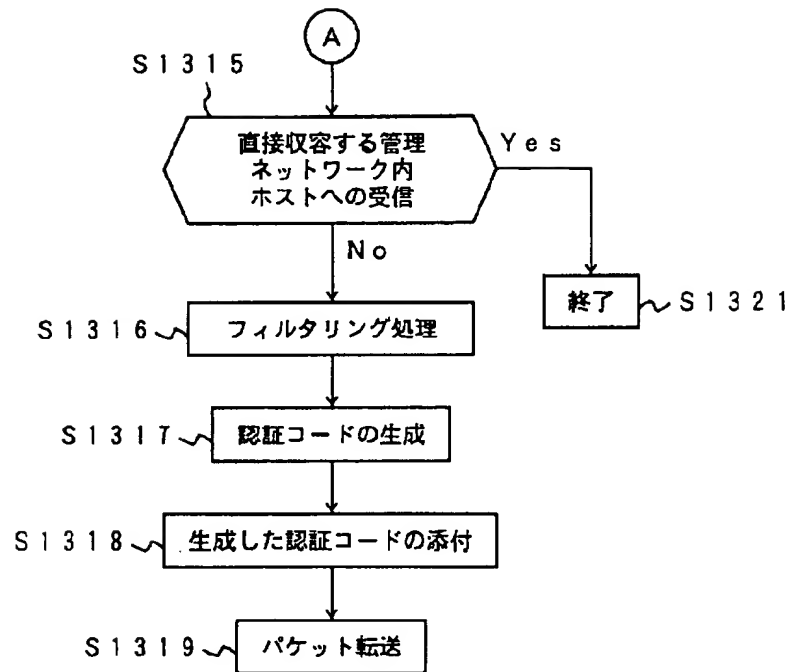 A
S1315
直接収容する管理
ネットワーク内
ホストへの受信
Yes
No
終了
S1321
S1316
フィルタリング処理
S1317
認証コードの生成
S1318
生成した認証コードの添付
S1319
パケット転送